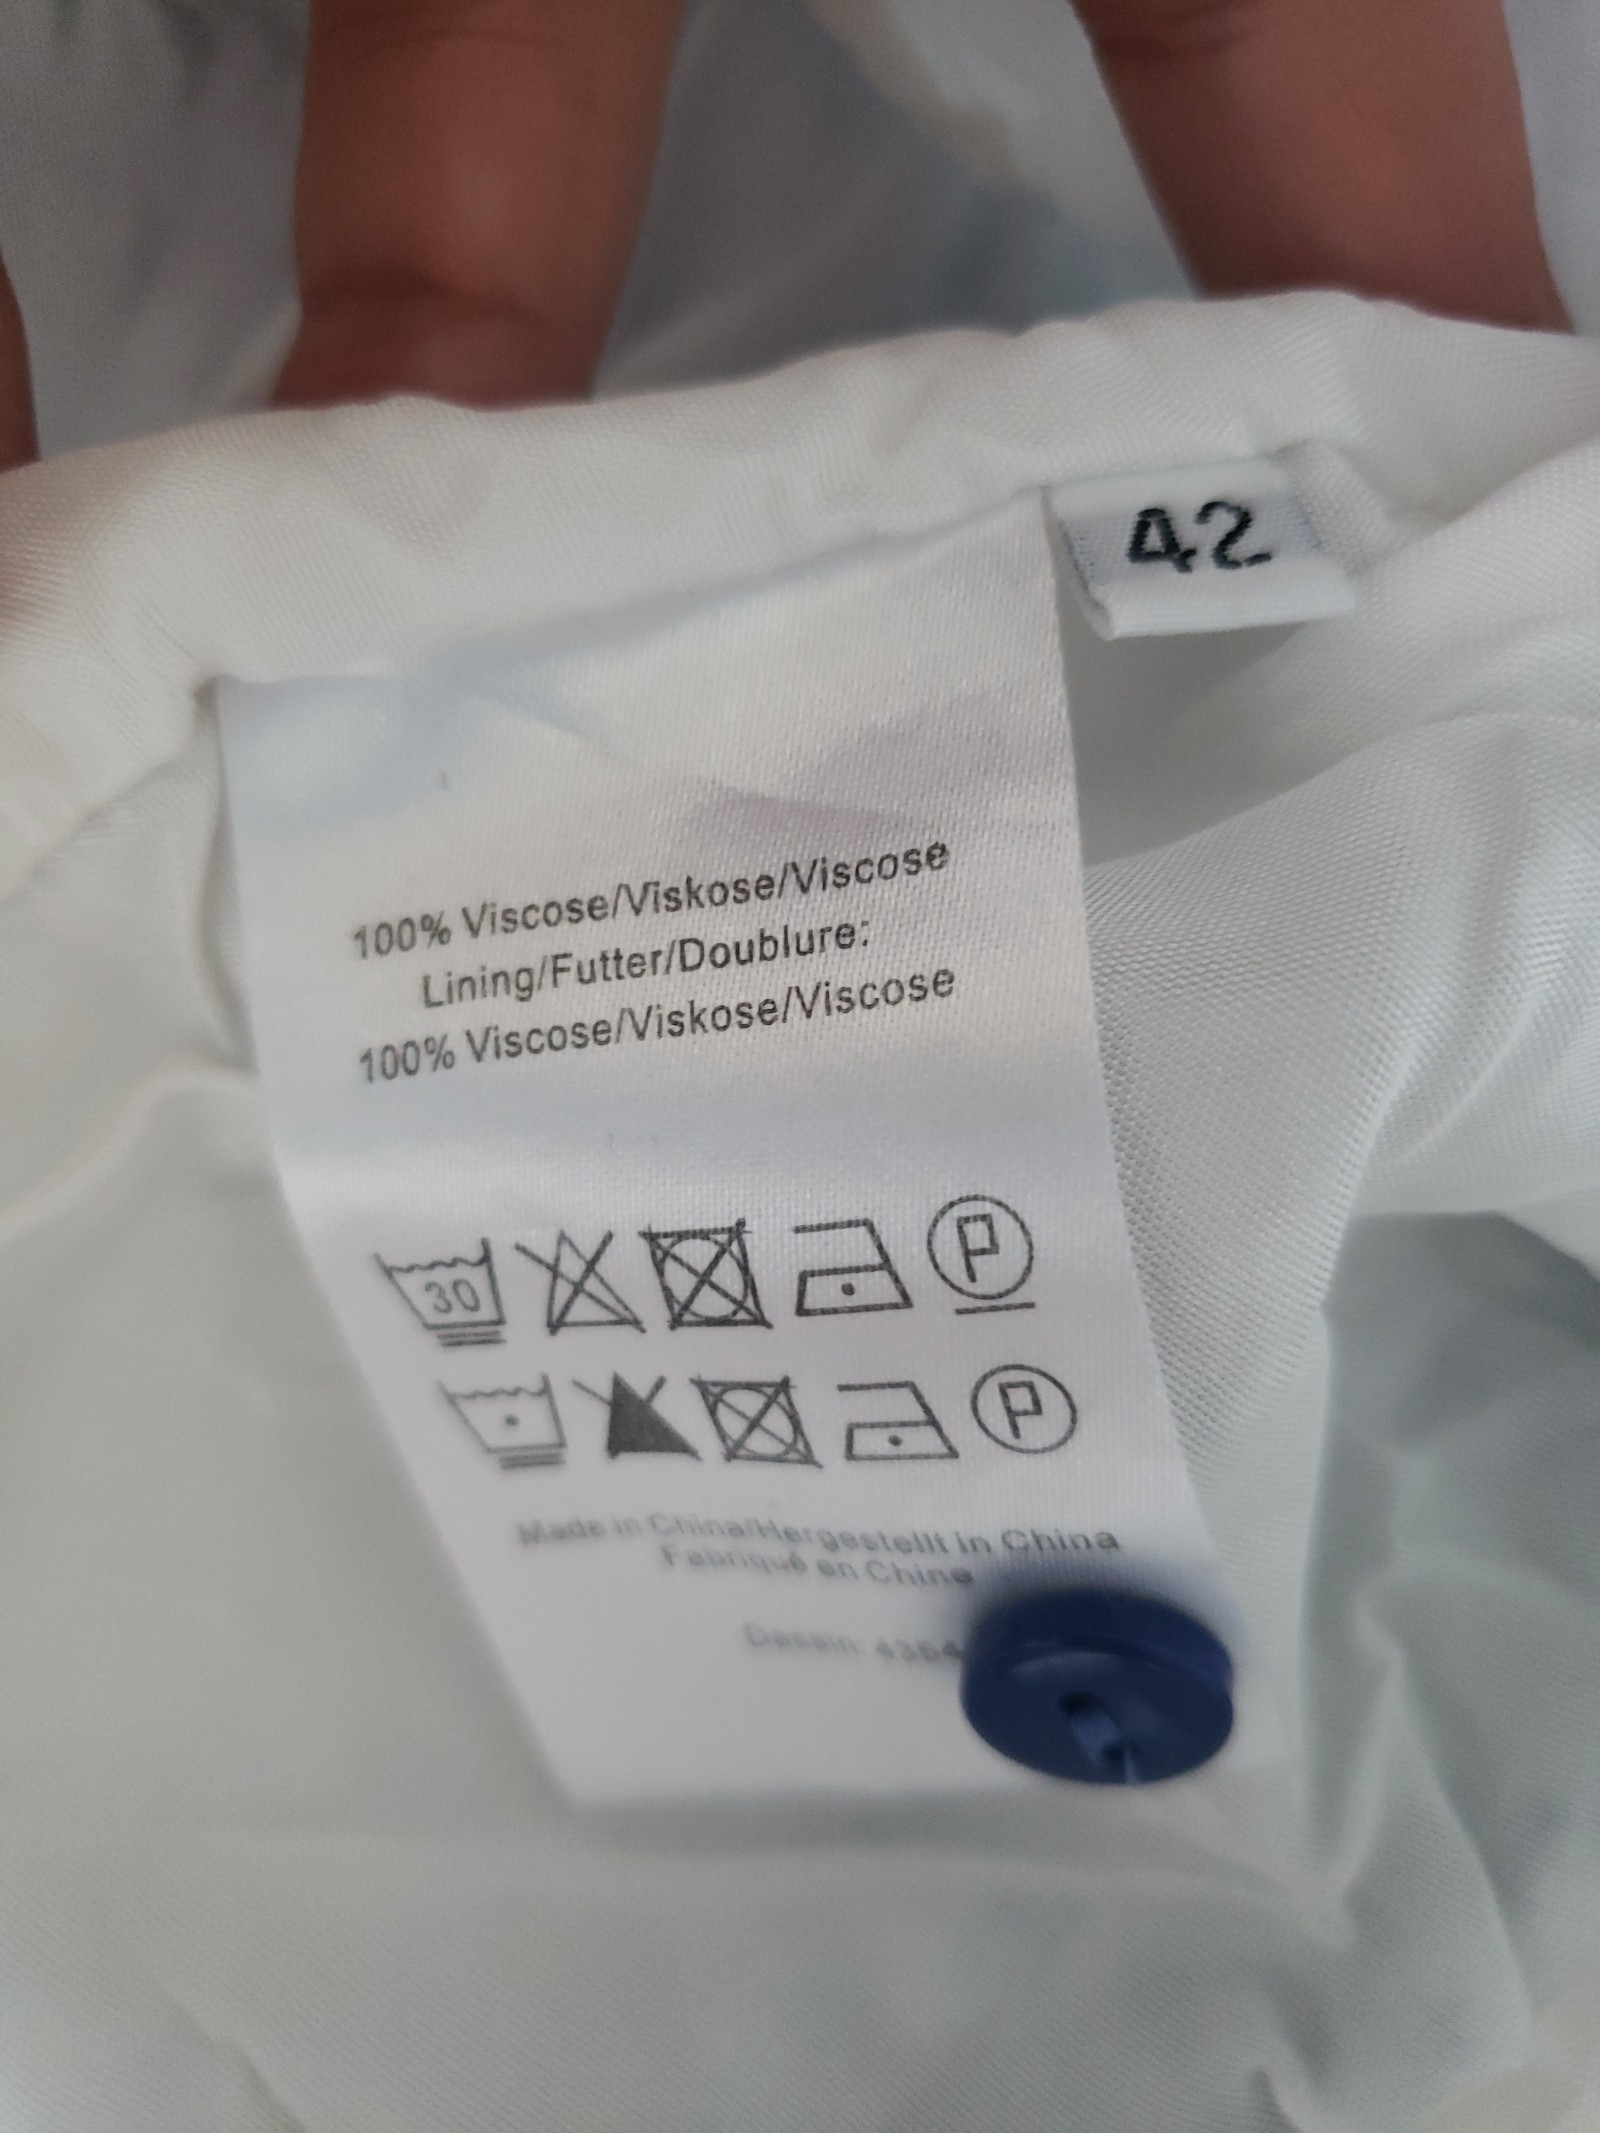 42
100% Viscose/Viskose/Viscose
Lining/Futter/Doublure:
100% Viscose/Viskose/Viscose
30
P
P
Made in China/Hergestellt in China
Fabriqué en Chine
Dessin